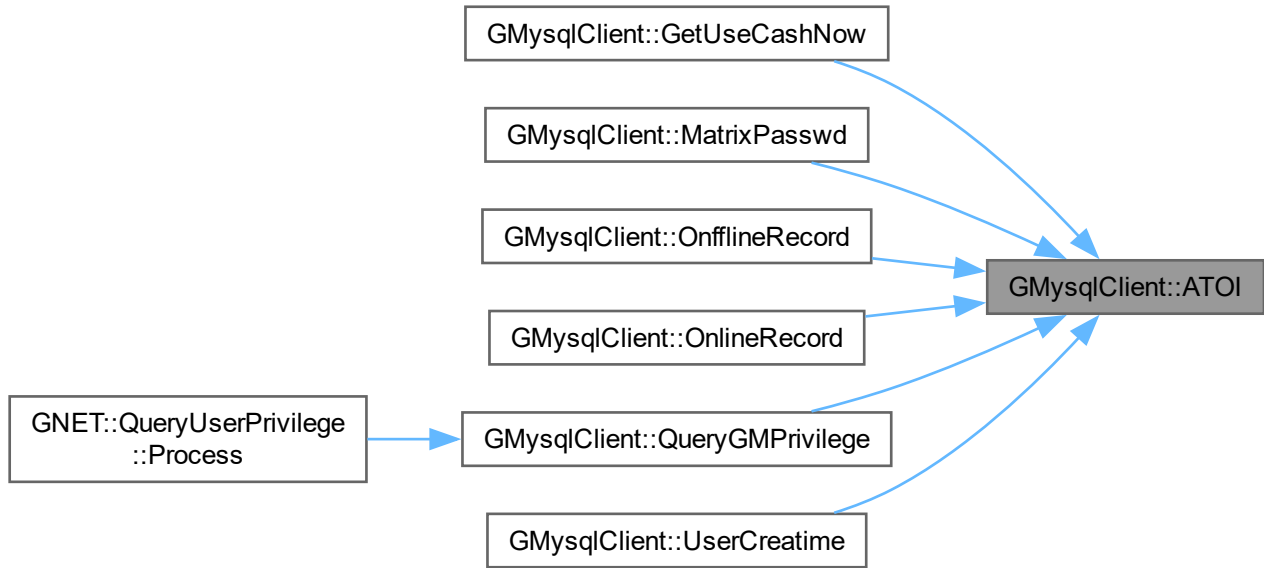 GMysqlClient::GetUseCashNow
GMysqlClient::MatrixPasswd
GMysqlClient::OnfflineRecord
GMysqlClient::ATOI
GMysqlClient::OnlineRecord
GNET::QueryUserPrivilege
::Process
GMysqlClient::QueryGMPrivilege
GMysqlClient::UserCreatime